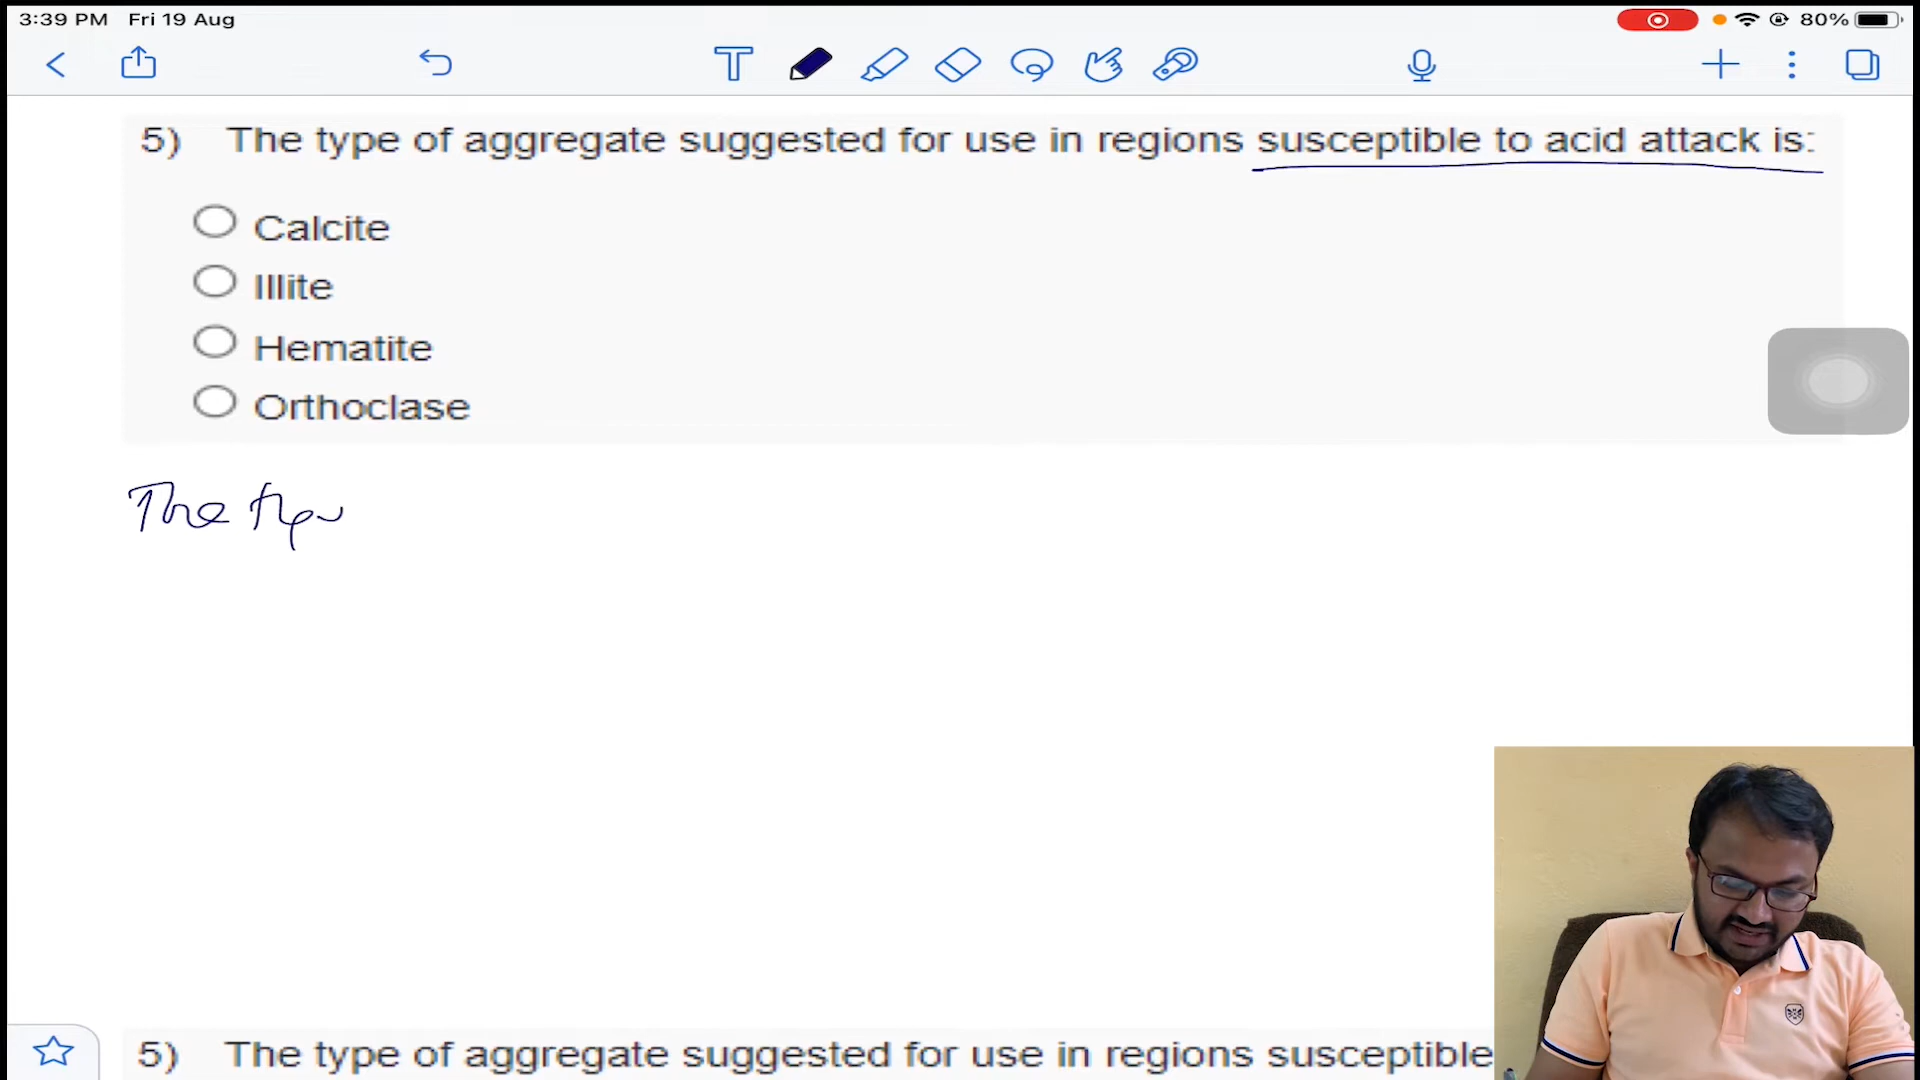 3:39 PM Fri 19 Aug 80%
T
5) The type of aggregate suggested for use in regions susceptible to acid attack is:
Calcite
Illite
Hematite
Orthoclase
The
5) The type of aggregate suggested for use in regions susceptible